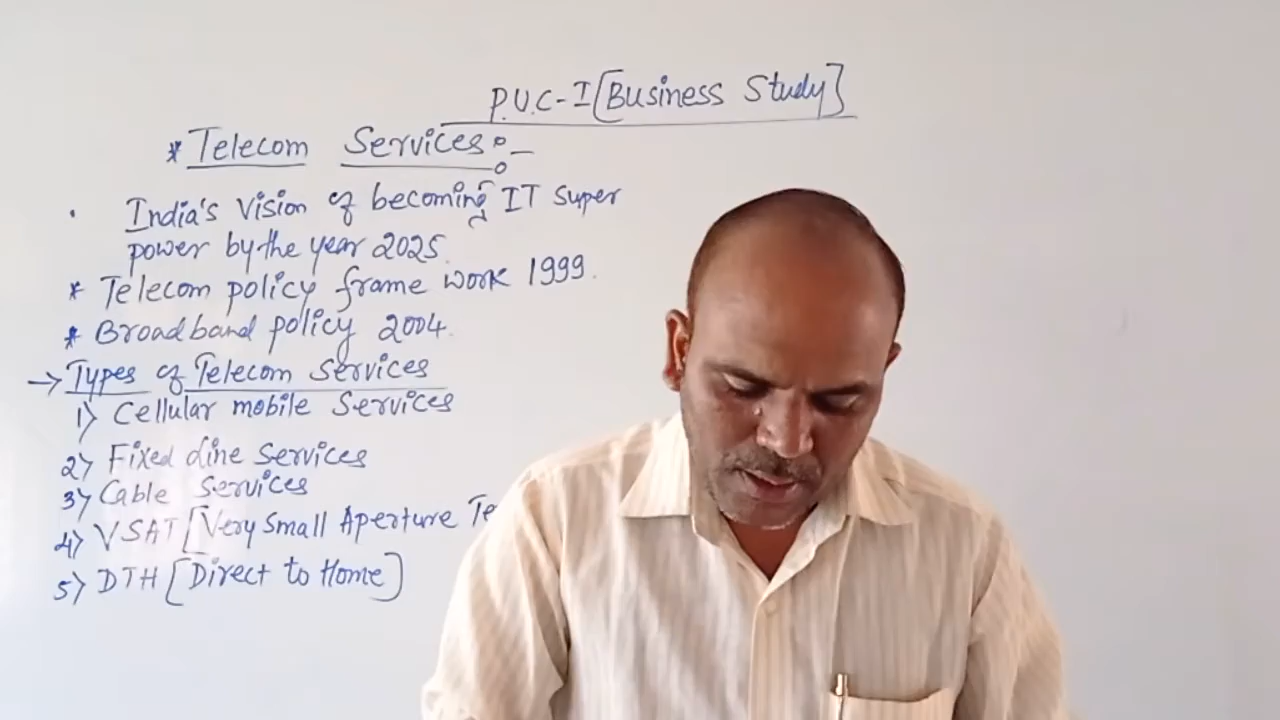 P.U.C-I [Business Study]
* Telecom Services:-
. India's vision of becoming IT Super
power by the year 2025.
* Telecom policy frame work 1999.
* Broadband policy 2004.
→ Types of Telecom Services
1) Cellular mobile Services
2) Fixed Line Services
3) Cable Services
4) VSAT [Very Small Aperture Te
5) DTH [Direct to Home]